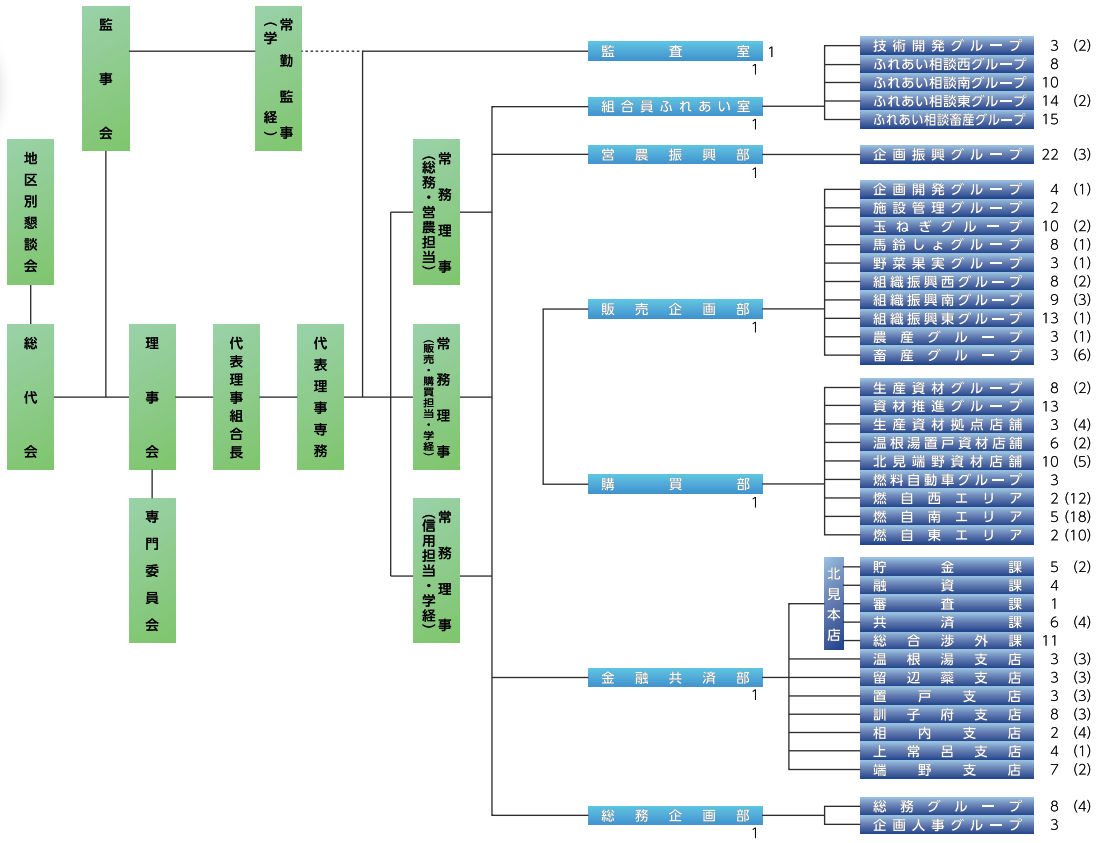 監事会
常勤監事
（学経）
地区別懇談会
総代会
理事会
専門委員会
代表理事組合長
代表理事専務
常務理事
（総務・営農担当）
常務理事
（販売・購買担当・学経）
常務理事
（信用担当・学経）
監査室 1
1
組合員ふれあい室
1
技術開発グループ 3 (2)
ふれあい相談西グループ 8
ふれあい相談南グループ 10
ふれあい相談東グループ 14 (2)
ふれあい相談畜産グループ 15
営農振興部
1
企画振興グループ 22 (3)
販売企画部
1
企画開発グループ 4 (1)
施設管理グループ 2
玉ねぎグループ 10 (2)
馬鈴しょグループ 8 (1)
野菜果実グループ 3 (1)
組織振興西グループ 8 (2)
組織振興南グループ 9 (3)
組織振興東グループ 13 (1)
農産グループ 3 (1)
畜産グループ 3 (6)
購買部
1
生産資材グループ 8 (2)
資材推進グループ 13
生産資材拠点店舗 3 (4)
温根湯置戸資材店舗 6 (2)
北見端野資材店舗 10 (5)
燃料自動車グループ 3
燃自西エリア 2 (12)
燃自南エリア 5 (18)
燃自東エリア 2 (10)
金融共済部
1
北見本店
貯金課 5 (2)
融資課 4
審査課 1
共済課 6 (4)
総合渉外課 11
温根湯支店 3 (3)
留辺蘂支店 3 (3)
置戸支店 3 (3)
訓子府支店 8 (3)
相内支店 2 (4)
上常呂支店 4 (1)
端野支店 7 (2)
総務企画部
1
総務グループ 8 (4)
企画人事グループ 3